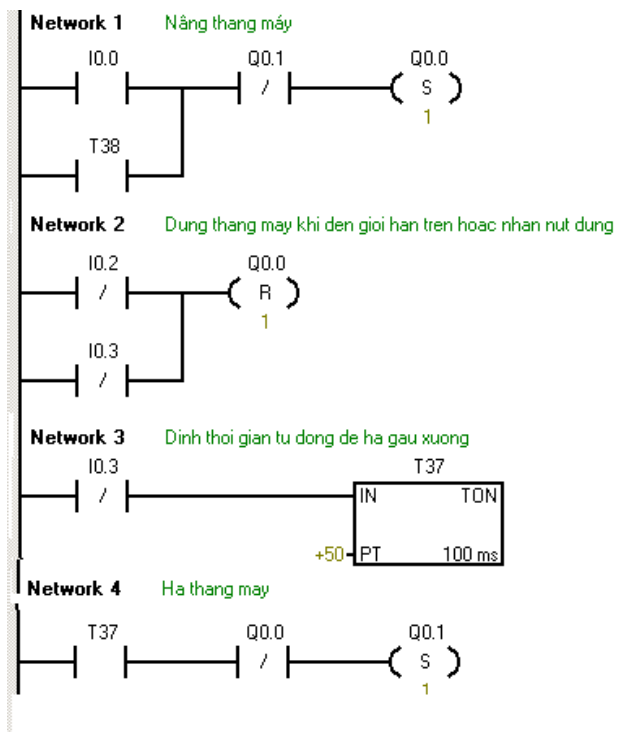 Network 1 Nâng thang máy
I0.0 Q0.1 Q0.0
/ S
1
T38
Network 2 Dung thang may khi den gioi han tren hoac nhan nut dung
I0.2 Q0.0
/ R
1
I0.3
/
Network 3 Dinh thoi gian tu dong de ha gau xuong
I0.3 T37
/ IN TON
+50 PT 100 ms
Network 4 Ha thang may
T37 Q0.0 Q0.1
/ S
1